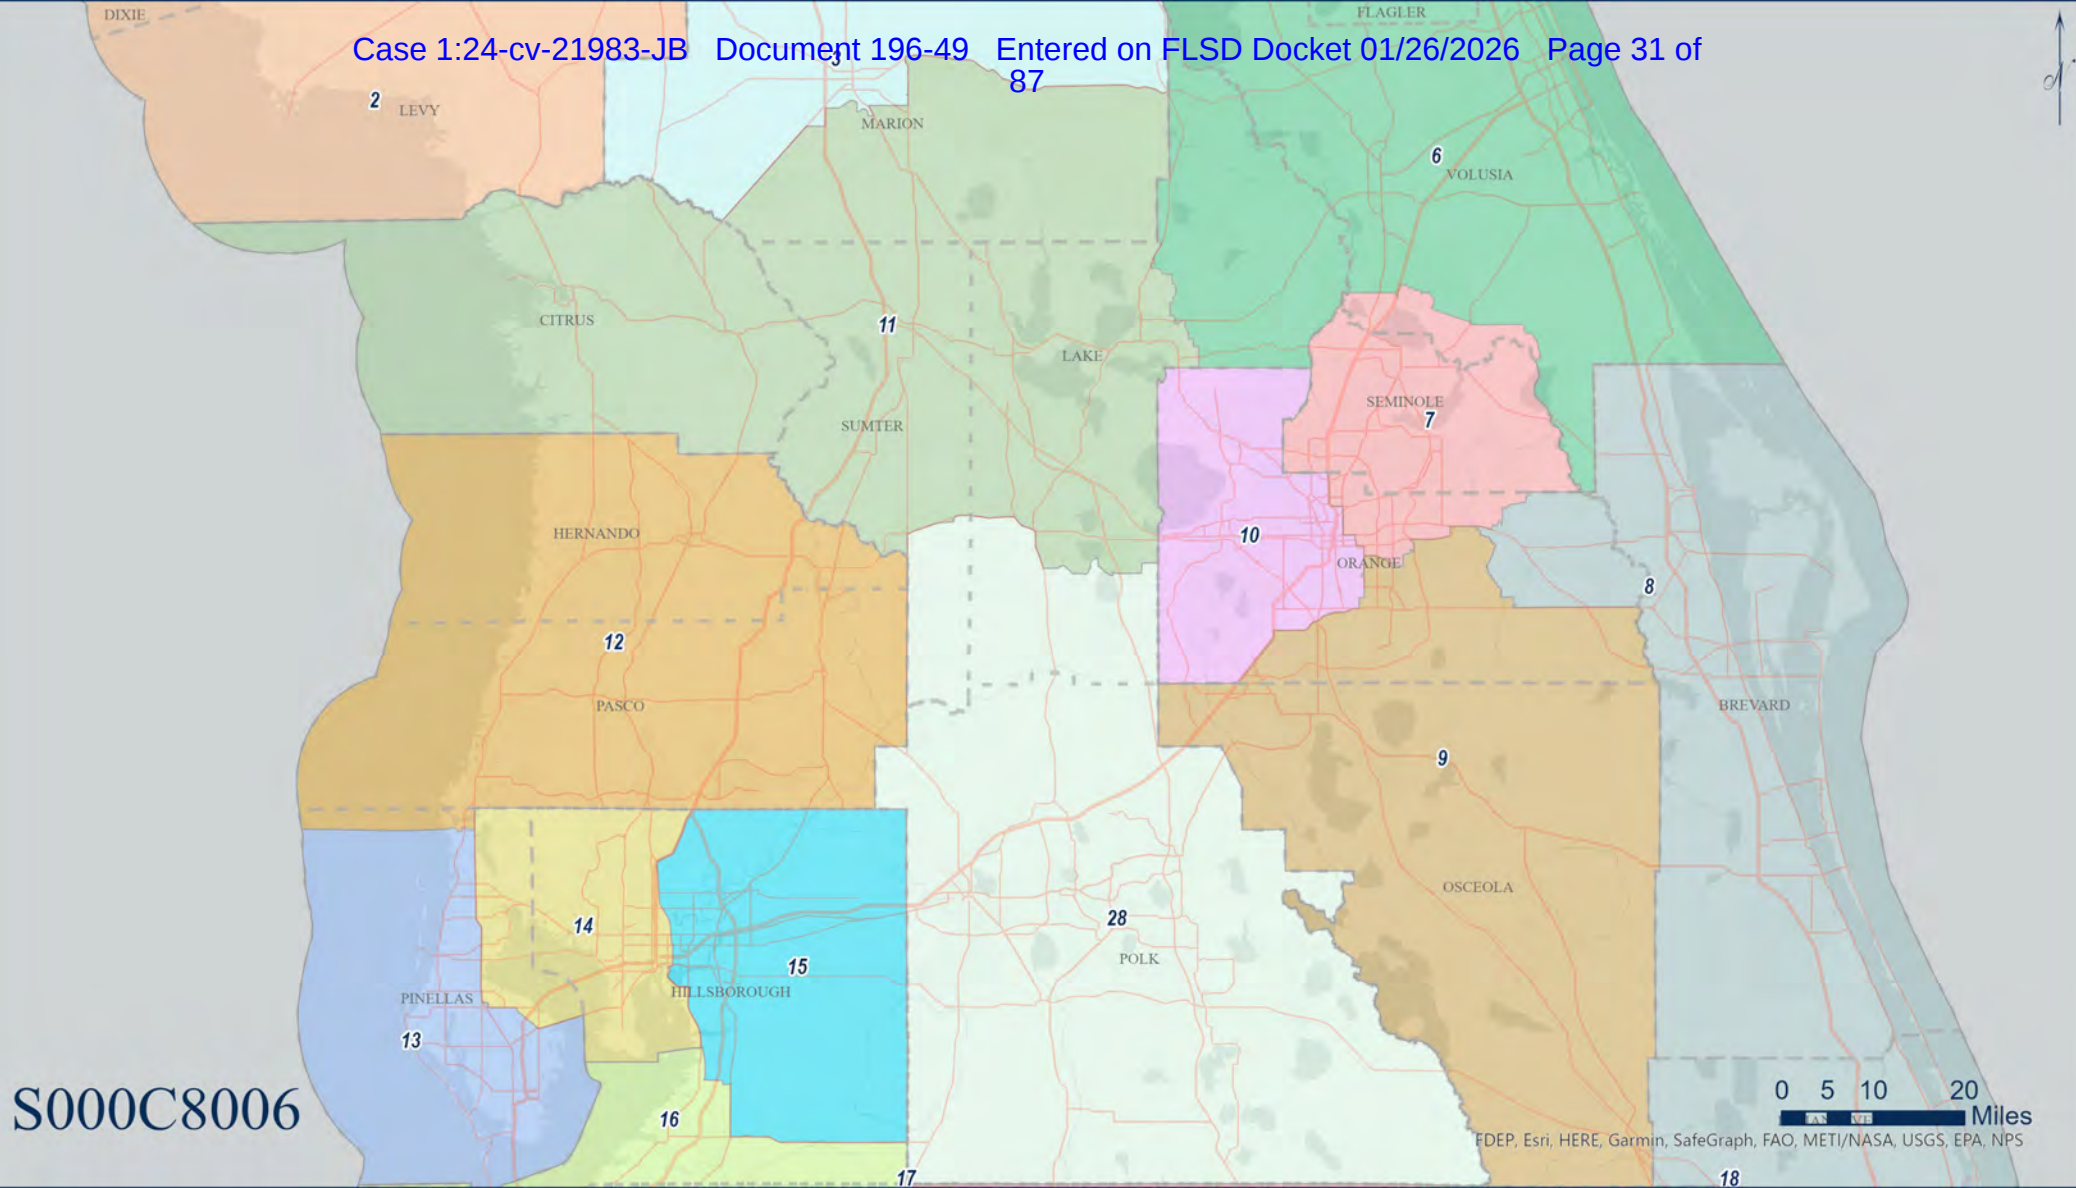 DIXIE
FLAGLER
Case 1:24-cv-21983-JB Document 196-49 Entered on FLSD Docket 01/26/2026 Page 31 of
87
3
2
LEVY
MARION
6
VOLUSIA
CITRUS
11
LAKE
SEMINOLE
7
SUMTER
HERNANDO
10
ORANGE
8
12
PASCO
BREVARD
9
OSCEOLA
14
28
15
POLK
PINELLAS
HILLSBOROUGH
13
S000C8006
16
0 5 10 20
Miles
FDEP, Esri, HERE, Garmin, SafeGraph, FAO, METI/NASA, USGS, EPA, NPS
17
18